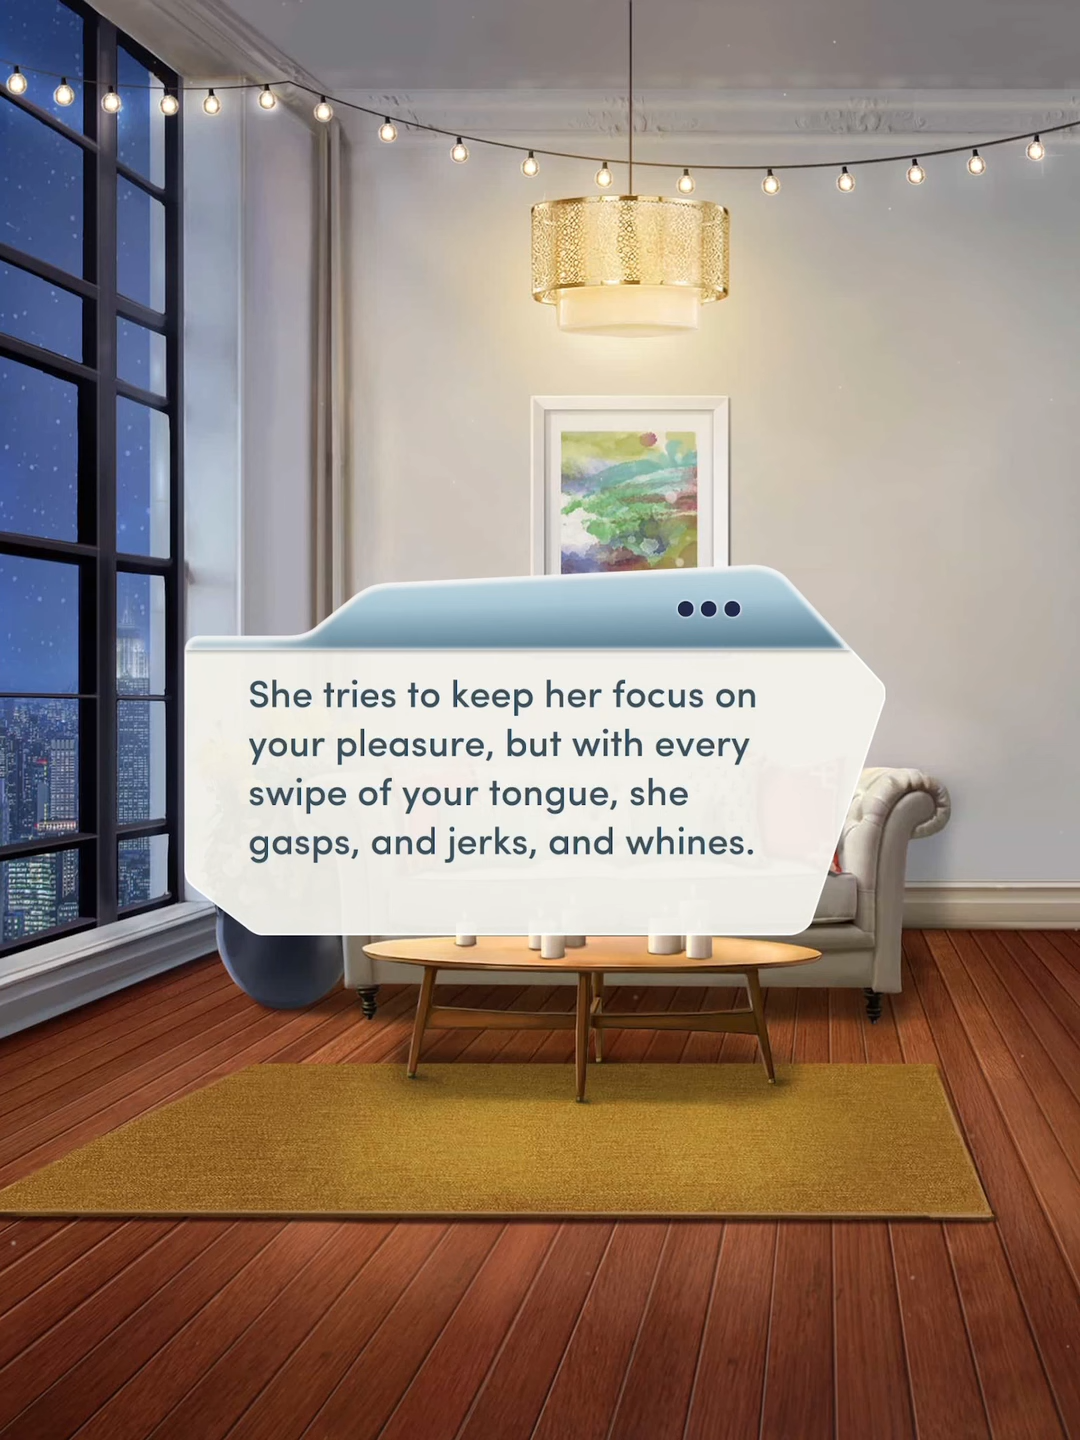 She tries to keep her focus on
your pleasure, but with every
swipe of your tongue, she
gasps, and jerks, and whines.